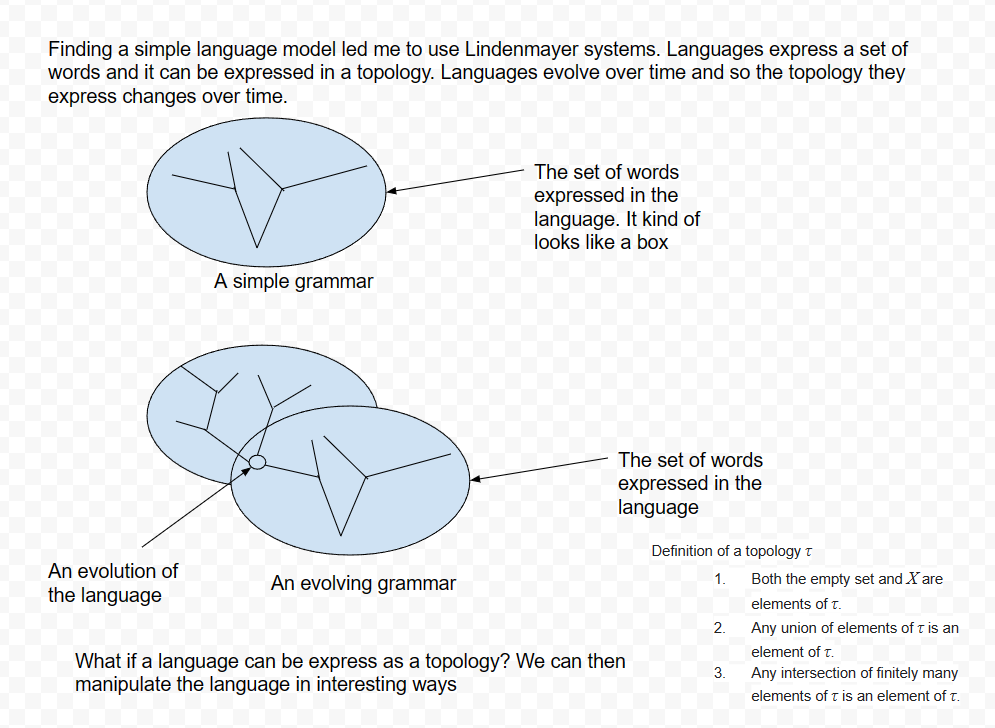 Finding a simple language model led me to use Lindenmayer systems. Languages express a set of
words and it can be expressed in a topology. Languages evolve over time and so the topology they
express changes over time.
The set of words
expressed in the
language. It kind of
looks like a box
A simple grammar
The set of words
expressed in the
language
An evolution of
the language
An evolving grammar
Definition of a topology τ
1. Both the empty set and X are
elements of τ.
2. Any union of elements of τ is an
element of τ.
3. Any intersection of finitely many
elements of τ is an element of τ.
What if a language can be express as a topology? We can then
manipulate the language in interesting ways